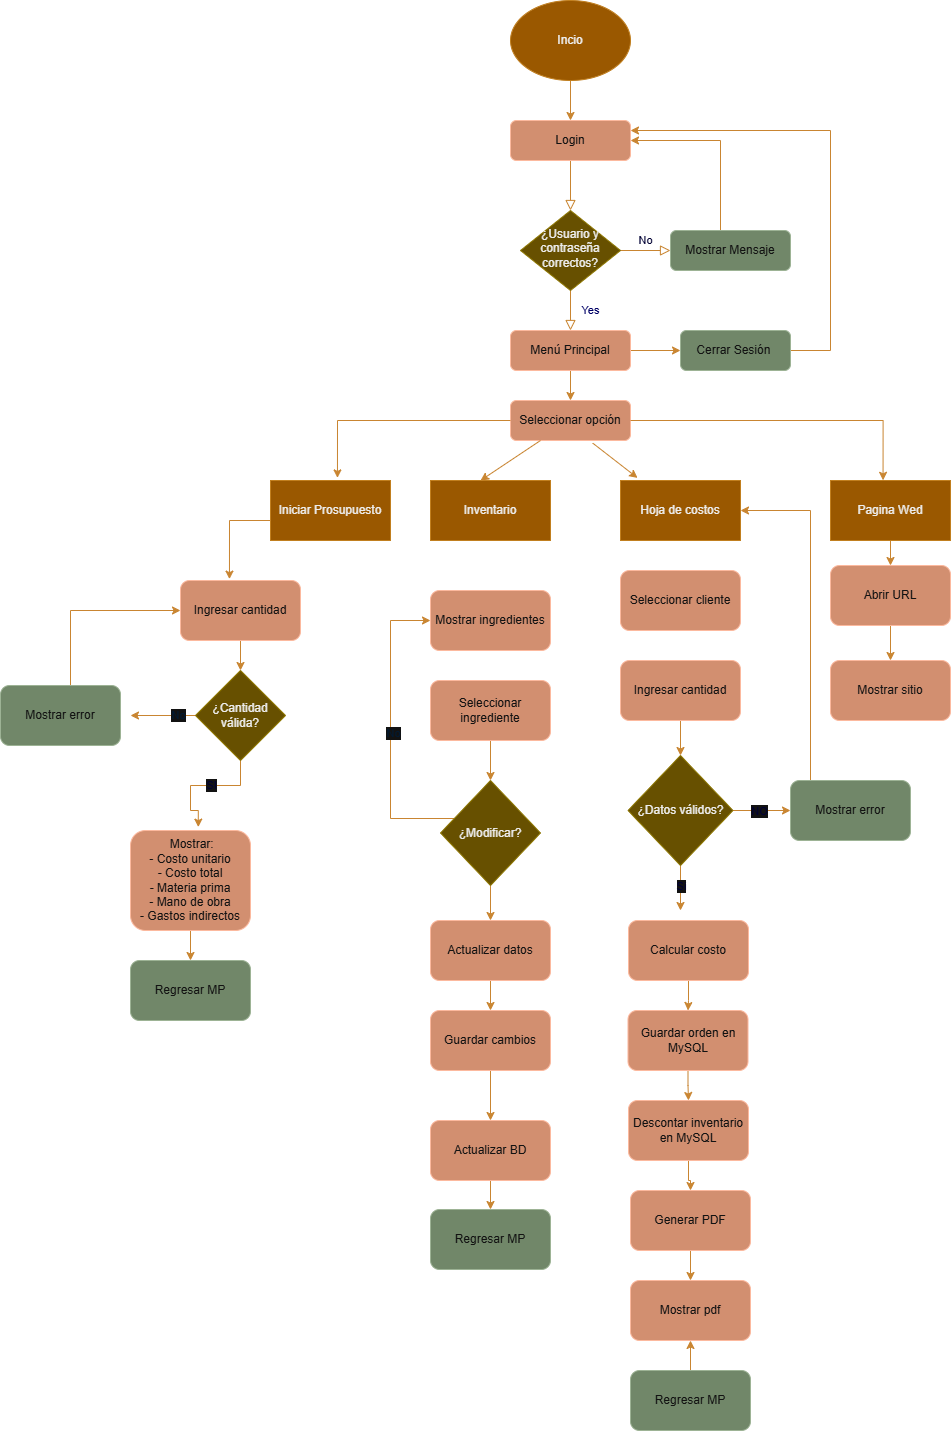 Incio
Login
¿Usuario y
contraseña
correctos?
No
Mostrar Mensaje
Yes
Menú Principal
Cerrar Sesión
Seleccionar opción
Iniciar Prosupuesto
Inventario
Hoja de costos
Pagina Wed
Ingresar cantidad
Mostrar error
¿Cantidad
válida?
Mostrar:
- Costo unitario
- Costo total
- Materia prima
- Mano de obra
- Gastos indirectos
Regresar MP
Mostrar ingredientes
Seleccionar
ingrediente
¿Modificar?
Actualizar datos
Guardar cambios
Actualizar BD
Regresar MP
Seleccionar cliente
Ingresar cantidad
¿Datos válidos?
Mostrar error
Calcular costo
Guardar orden en
MySQL
Descontar inventario
en MySQL
Generar PDF
Mostrar pdf
Regresar MP
Abrir URL
Mostrar sitio